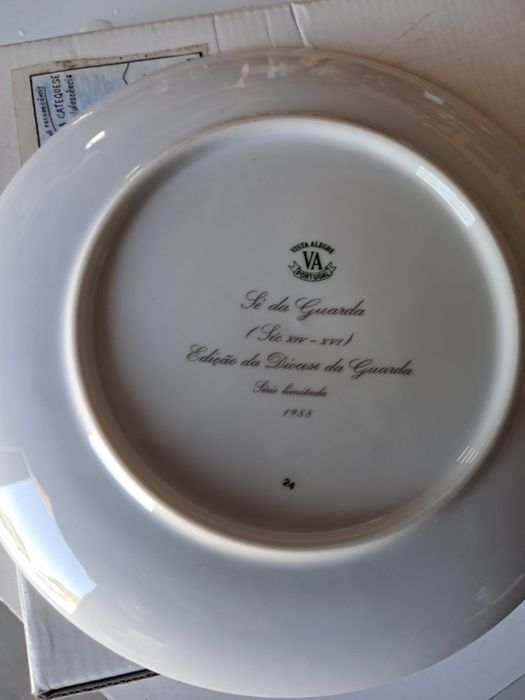 A CATEQUESE
VISTA ALEGRE
VA
PORTUGAL
Sé da Guarda
(Séc. XIV - XVI)
Edição da Diocese da Guarda
Série limitada
1988
24